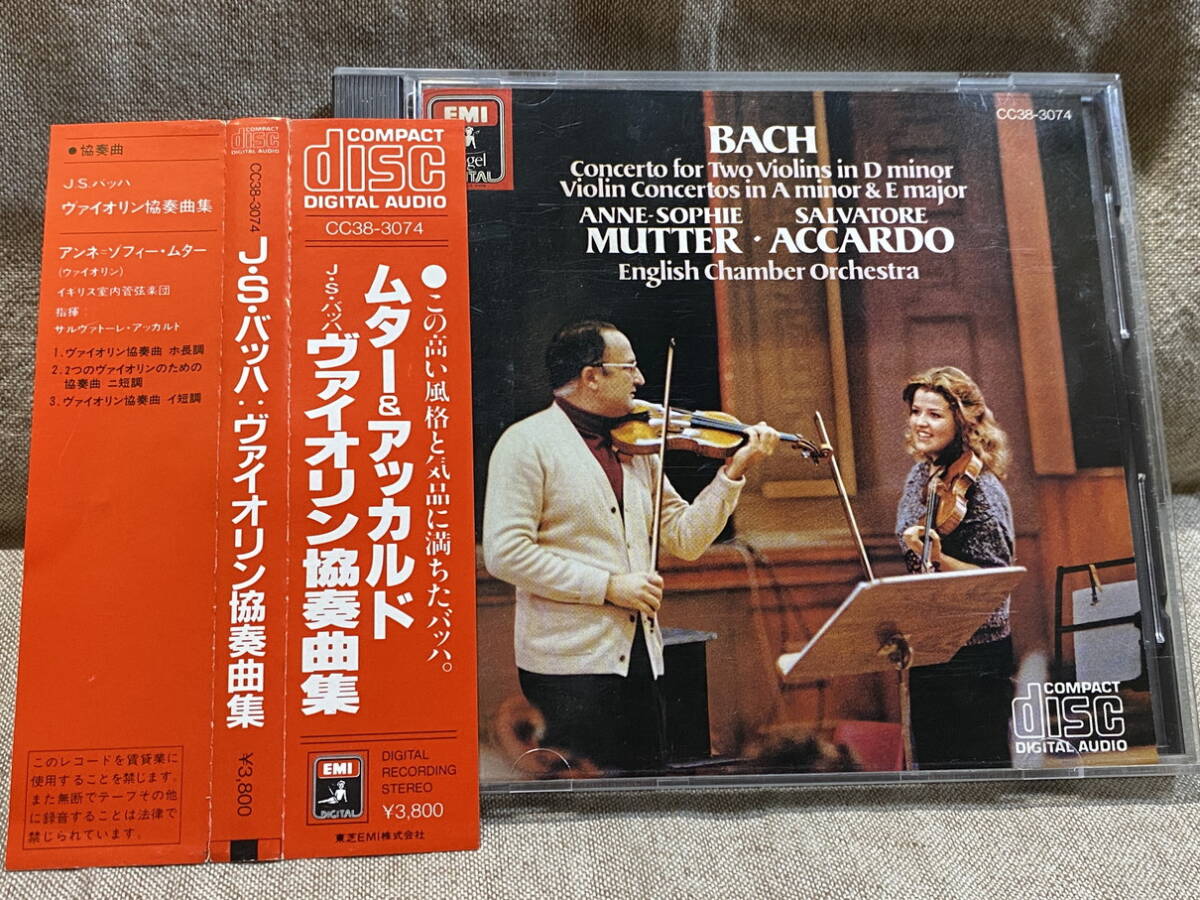 ● 協奏曲
J.S.バッハ
ヴァイオリン協奏曲集
アンネ=ゾフィー・ムター
(ヴァイオリン)
イギリス室内管弦楽団
指揮:
サルヴァトーレ・アッカルド
1.ヴァイオリン協奏曲 ホ長調
2.2つのヴァイオリンのための
協奏曲 ニ短調
3.ヴァイオリン協奏曲 イ短調
このレコードを賃貸業に
使用することを禁じます。
また無断でテープその他
に録音することは法律で
禁じられています。
COMPACT
disc
DIGITAL AUDIO
CC38-3074
J・S・バッハ:ヴァイオリン協奏曲集
¥3,800
COMPACT
disc
DIGITAL AUDIO
CC38-3074
●この高い風格と気品に満ちたバッハ。
ムター&アッカルド
J・S・バッハ ヴァイオリン協奏曲集
EMI
DIGITAL
DIGITAL
RECORDING
STEREO
¥3,800
東芝EMI株式会社
EMI
CC38-3074
BACH
Concerto for Two Violins in D minor
Violin Concertos in A minor & E major
ANNE-SOPHIE SALVATORE
MUTTER · ACCARDO
English Chamber Orchestra
COMPACT
disc
DIGITAL AUDIO